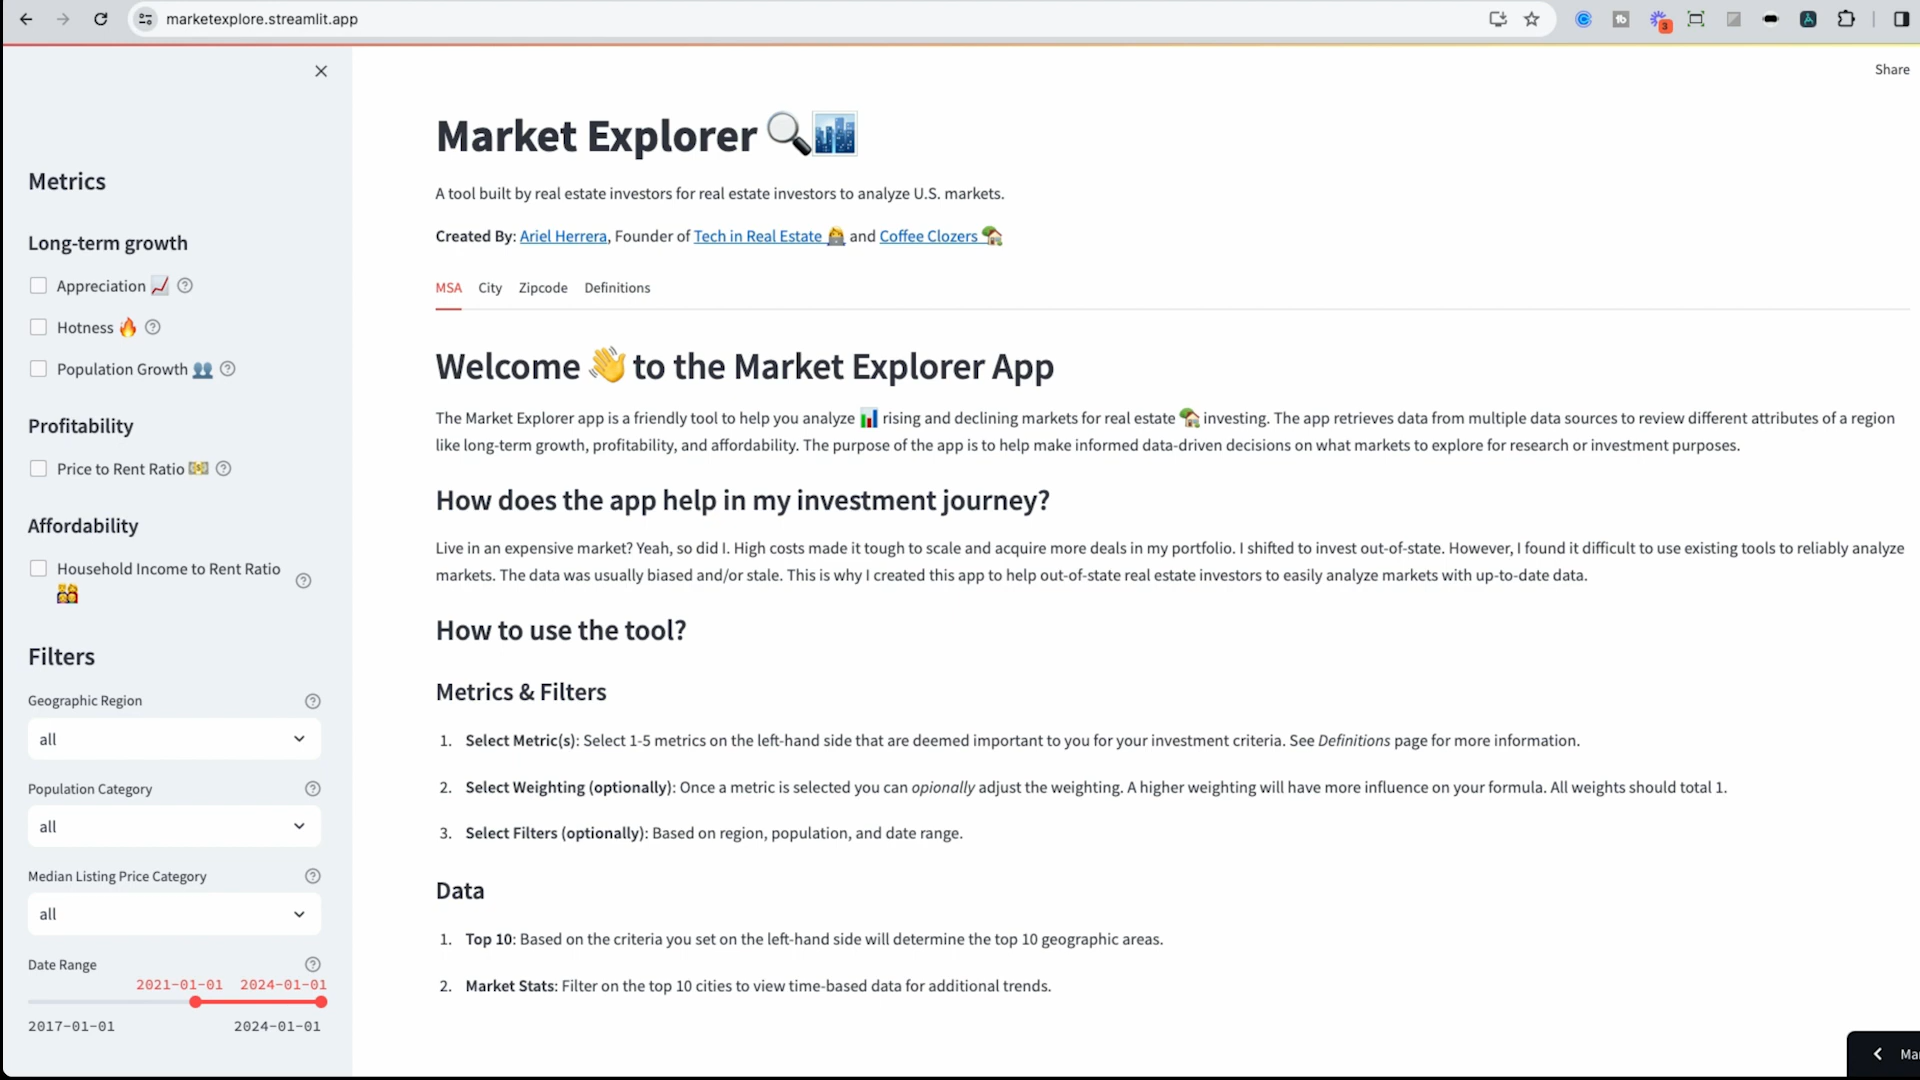 marketexplore.streamlit.app
3
Share
Metrics
Long-term growth
Appreciation
Hotness
Population Growth
Profitability
Price to Rent Ratio
Affordability
Household Income to Rent Ratio
Filters
Geographic Region
all
Population Category
all
Median Listing Price Category
all
Date Range
2021-01-01 2024-01-01
2017-01-01 2024-01-01
Market Explorer
A tool built by real estate investors for real estate investors to analyze U.S. markets.
Created By: Ariel Herrera, Founder of Tech in Real Estate and Coffee Clozers
MSA City Zipcode Definitions
Welcome to the Market Explorer App
The Market Explorer app is a friendly tool to help you analyze rising and declining markets for real estate investing. The app retrieves data from multiple data sources to review different attributes of a region
like long-term growth, profitability, and affordability. The purpose of the app is to help make informed data-driven decisions on what markets to explore for research or investment purposes.
How does the app help in my investment journey?
Live in an expensive market? Yeah, so did I. High costs made it tough to scale and acquire more deals in my portfolio. I shifted to invest out-of-state. However, I found it difficult to use existing tools to reliably analyze
markets. The data was usually biased and/or stale. This is why I created this app to help out-of-state real estate investors to easily analyze markets with up-to-date data.
How to use the tool?
Metrics & Filters
1. Select Metric(s): Select 1-5 metrics on the left-hand side that are deemed important to you for your investment criteria. See Definitions page for more information.
2. Select Weighting (optionally): Once a metric is selected you can opionally adjust the weighting. A higher weighting will have more influence on your formula. All weights should total 1.
3. Select Filters (optionally): Based on region, population, and date range.
Data
1. Top 10: Based on the criteria you set on the left-hand side will determine the top 10 geographic areas.
2. Market Stats: Filter on the top 10 cities to view time-based data for additional trends.